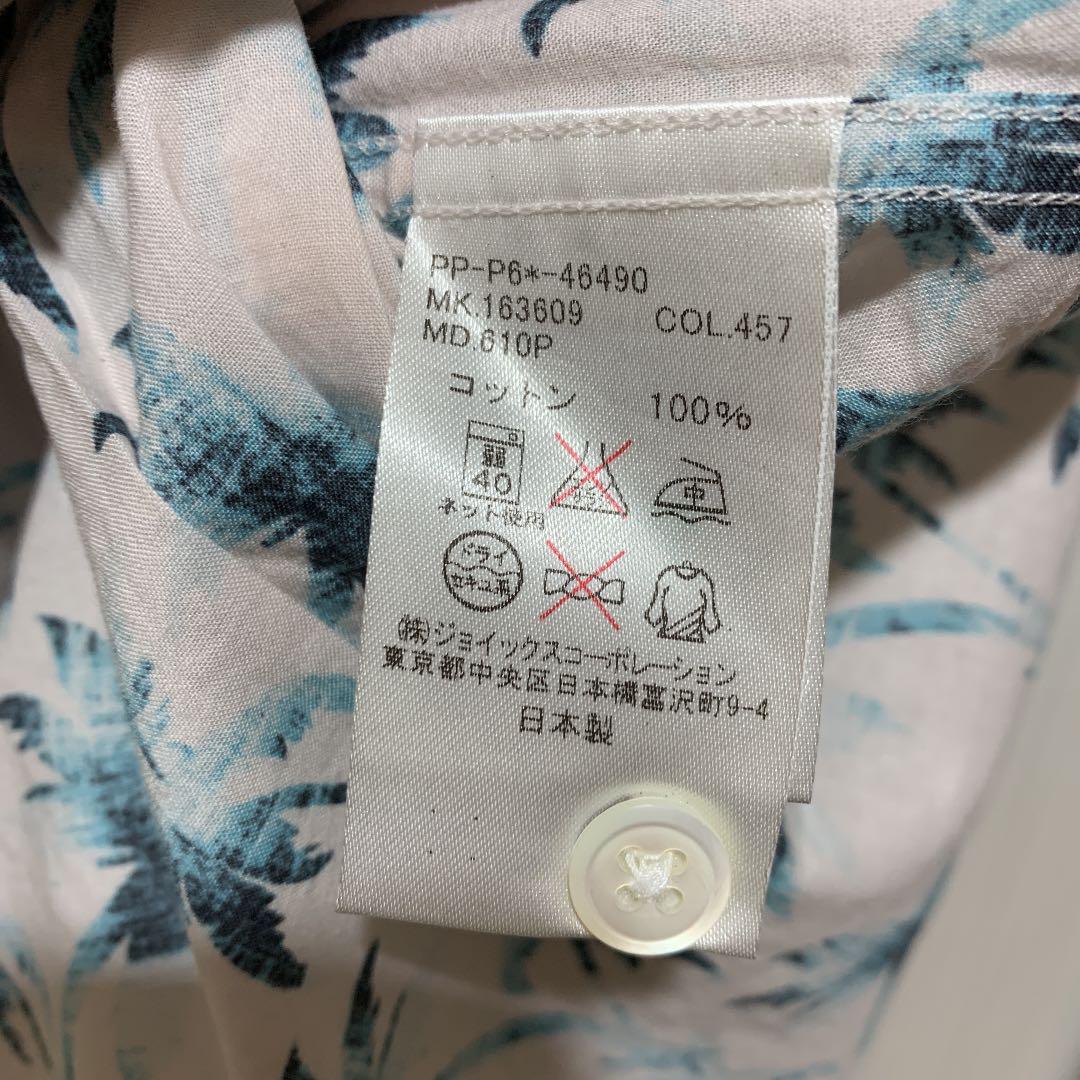 PP-P6*-46490
MK.163609 COL.457
MD.610P
コットン 100%
弱 中
40
ネット使用
ドライ
セキユ系
(株)ジョイックスコーポレーション
東京都中央区日本橋冨沢町9-4
日本製